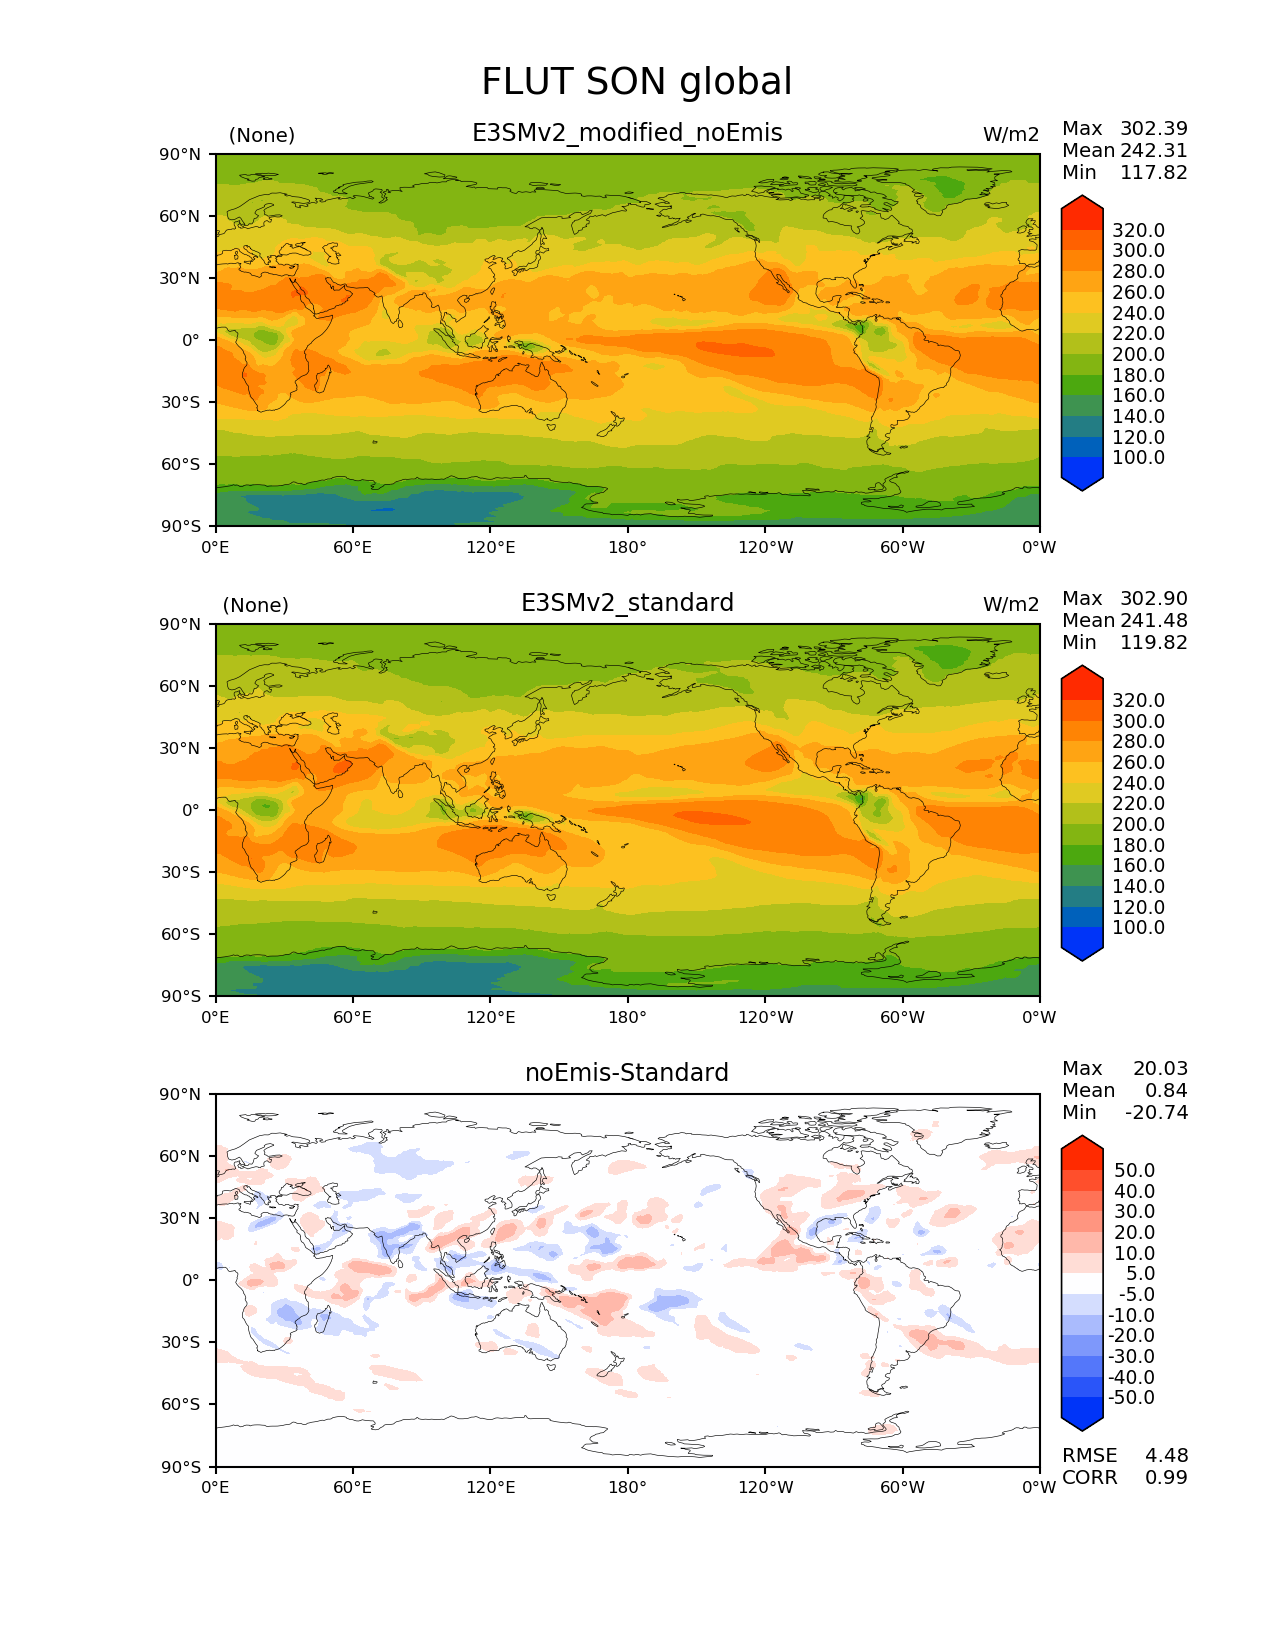 FLUT SON global
(None) E3SMv2_modified_noEmis W/m2
Max 302.39
Mean 242.31
Min 117.82
90°N
60°N
30°N
0°
30°S
60°S
90°S
0°E 60°E 120°E 180° 120°W 60°W 0°W
320.0
300.0
280.0
260.0
240.0
220.0
200.0
180.0
160.0
140.0
120.0
100.0
(None) E3SMv2_standard W/m2
Max 302.90
Mean 241.48
Min 119.82
90°N
60°N
30°N
0°
30°S
60°S
90°S
0°E 60°E 120°E 180° 120°W 60°W 0°W
320.0
300.0
280.0
260.0
240.0
220.0
200.0
180.0
160.0
140.0
120.0
100.0
noEmis-Standard
Max 20.03
Mean 0.84
Min -20.74
90°N
60°N
30°N
0°
30°S
60°S
90°S
0°E 60°E 120°E 180° 120°W 60°W 0°W
50.0
40.0
30.0
20.0
10.0
5.0
-5.0
-10.0
-20.0
-30.0
-40.0
-50.0
RMSE 4.48
CORR 0.99